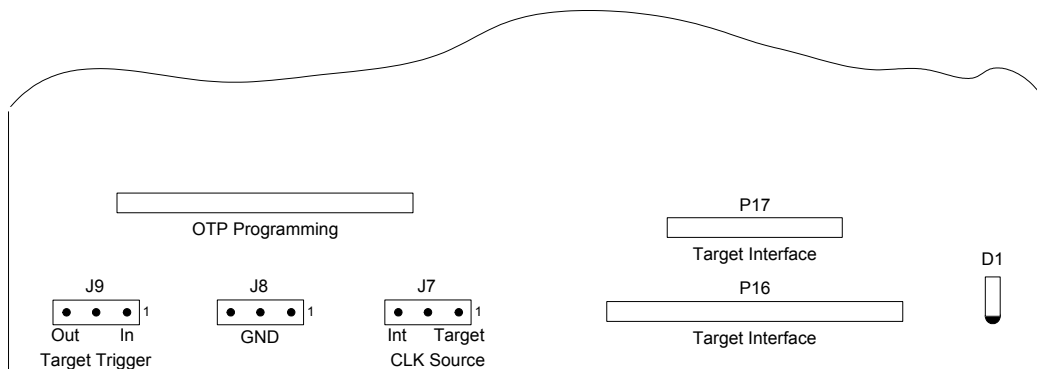 P17
OTP Programming
Target Interface
D1
J9
J8
J7
P16
1
1
1
Out In
GND
Int Target
Target Interface
Target Trigger
CLK Source